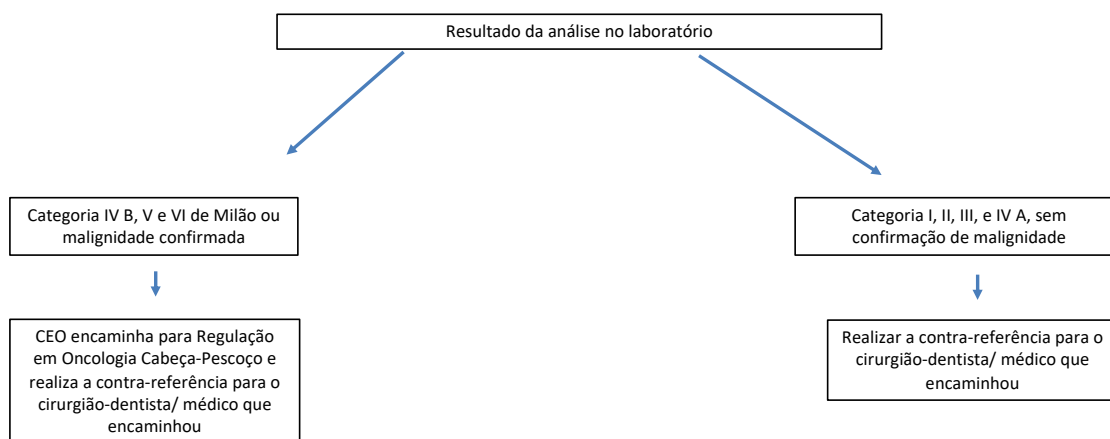 Resultado da análise no laboratório
Categoria IV B, V e VI de Milão ou
malignidade confirmada
Categoria I, II, III, e IV A, sem
confirmação de malignidade
CEO encaminha para Regulação
em Oncologia Cabeça-Pescoço e
realiza a contra-referência para o
cirurgião-dentista/ médico que
encaminhou
Realizar a contra-referência para o
cirurgião-dentista/ médico que
encaminhou